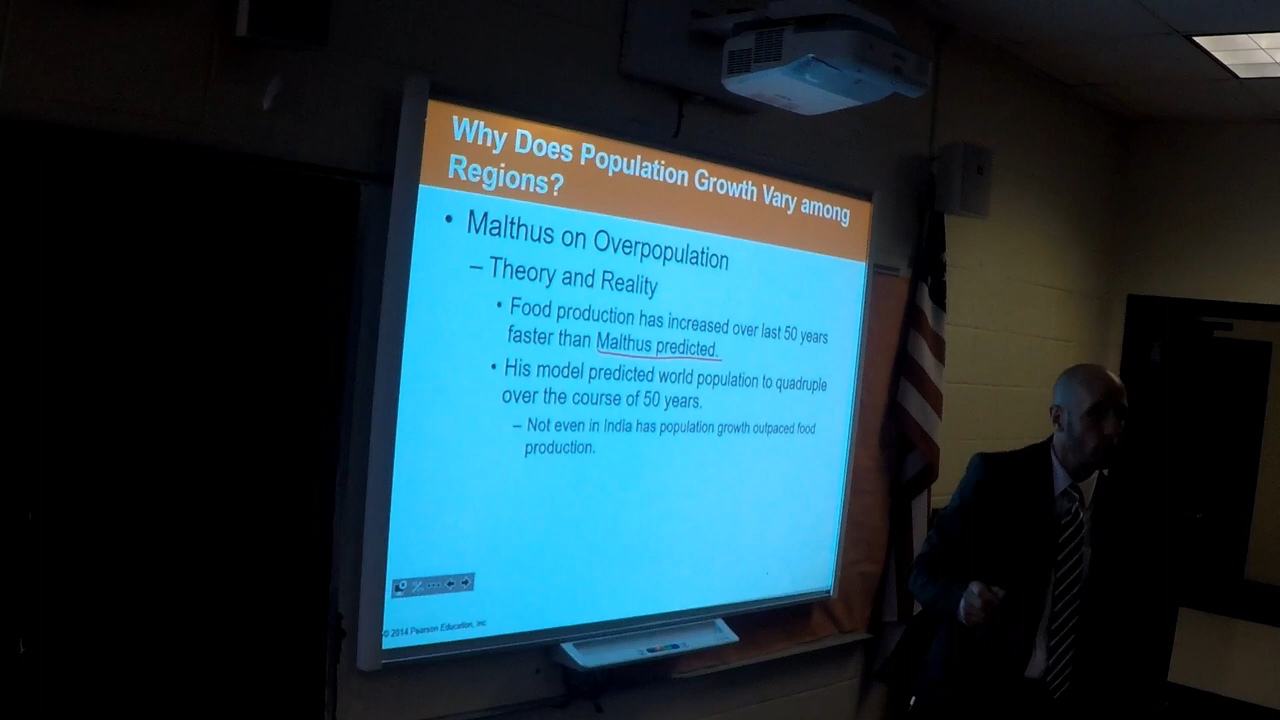 Why Does Population Growth Vary among
Regions?
• Malthus on Overpopulation
– Theory and Reality
• Food production has increased over last 50 years
faster than Malthus predicted.
• His model predicted world population to quadruple
over the course of 50 years.
– Not even in India has population growth outpaced food
production.
© 2014 Pearson Education, Inc.